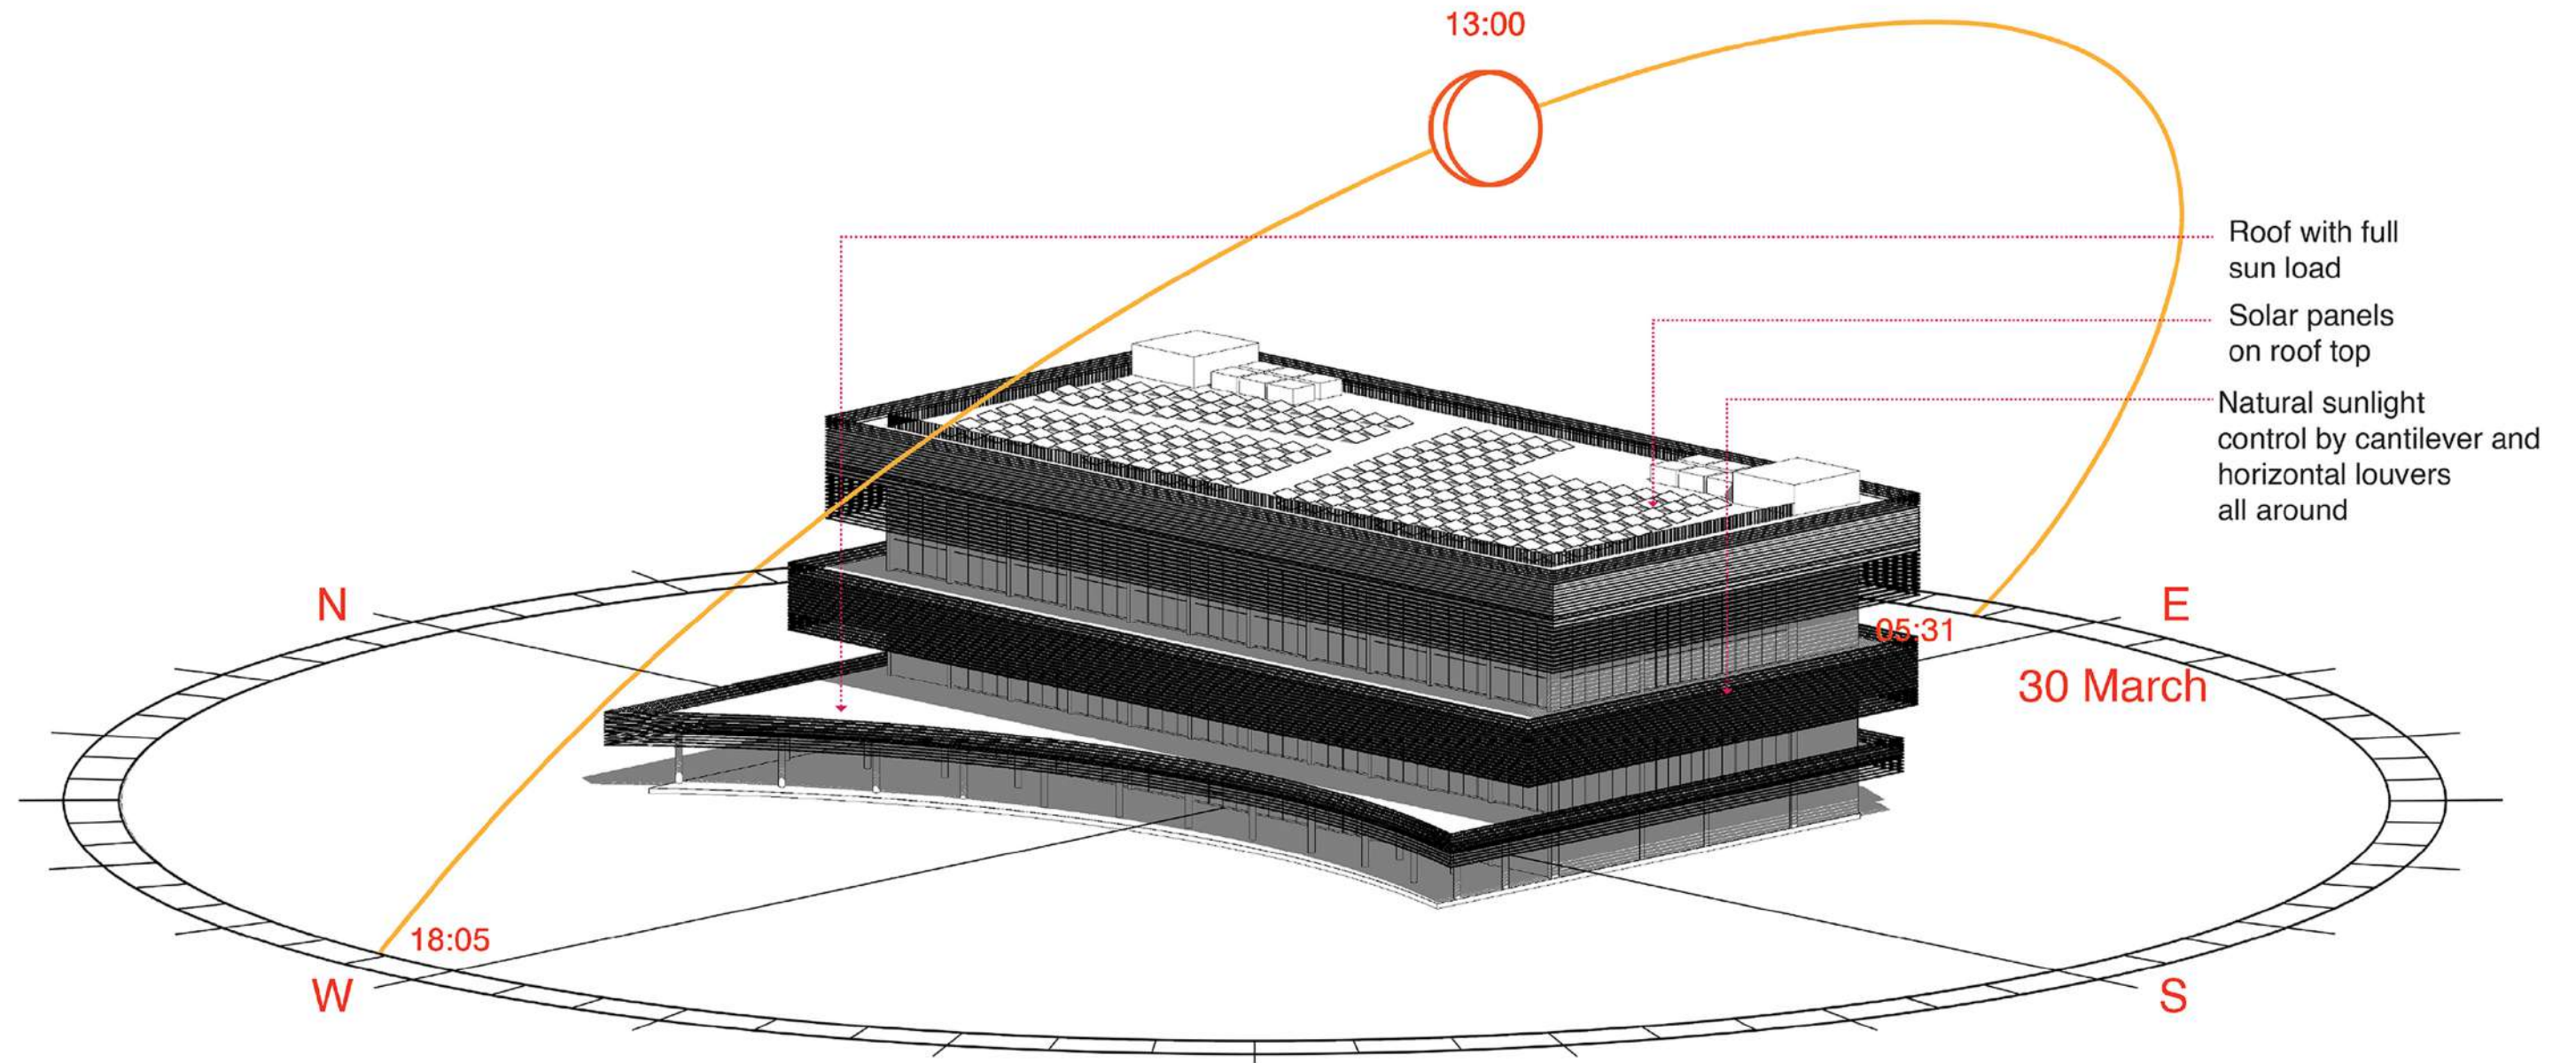 13:00
Roof with full
sun load
Solar panels
on roof top
Natural sunlight
control by cantilever and
horizontal louvers
all around
N
E
05:31
30 March
18:05
W
S